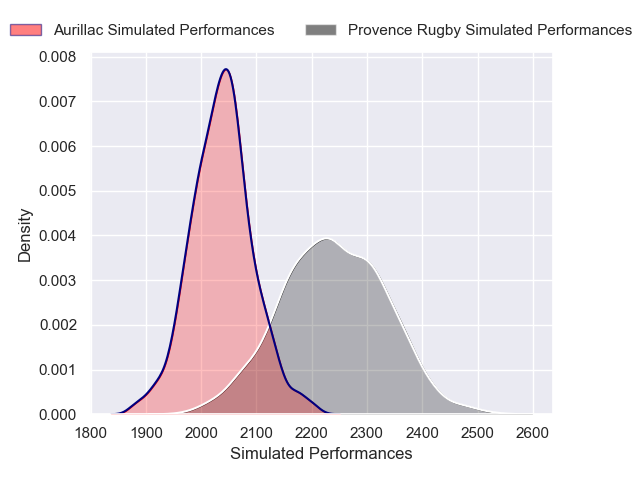 Aurillac Simulated Performances
Provence Rugby Simulated Performances
0.008
0.007
0.006
0.005
0.004
0.003
0.002
0.001
0.000
Density
1800 1900 2000 2100 2200 2300 2400 2500 2600
Simulated Performances